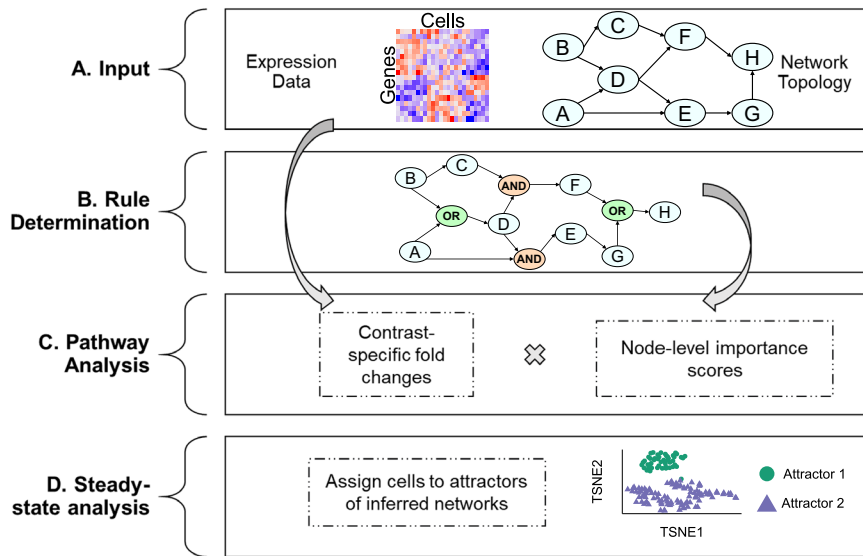 A. Input
Expression
Data
Cells
Genes
B
C
D
A
F
E
H
G
Network
Topology
B. Rule
Determination
B
C
AND
F
OR
D
OR
H
A
E
AND
G
C. Pathway
Analysis
Contrast-
specific fold
changes
Node-level importance
scores
D. Steady-
state analysis
Assign cells to attractors
of inferred networks
TSNE2
TSNE1
Attractor 1
Attractor 2